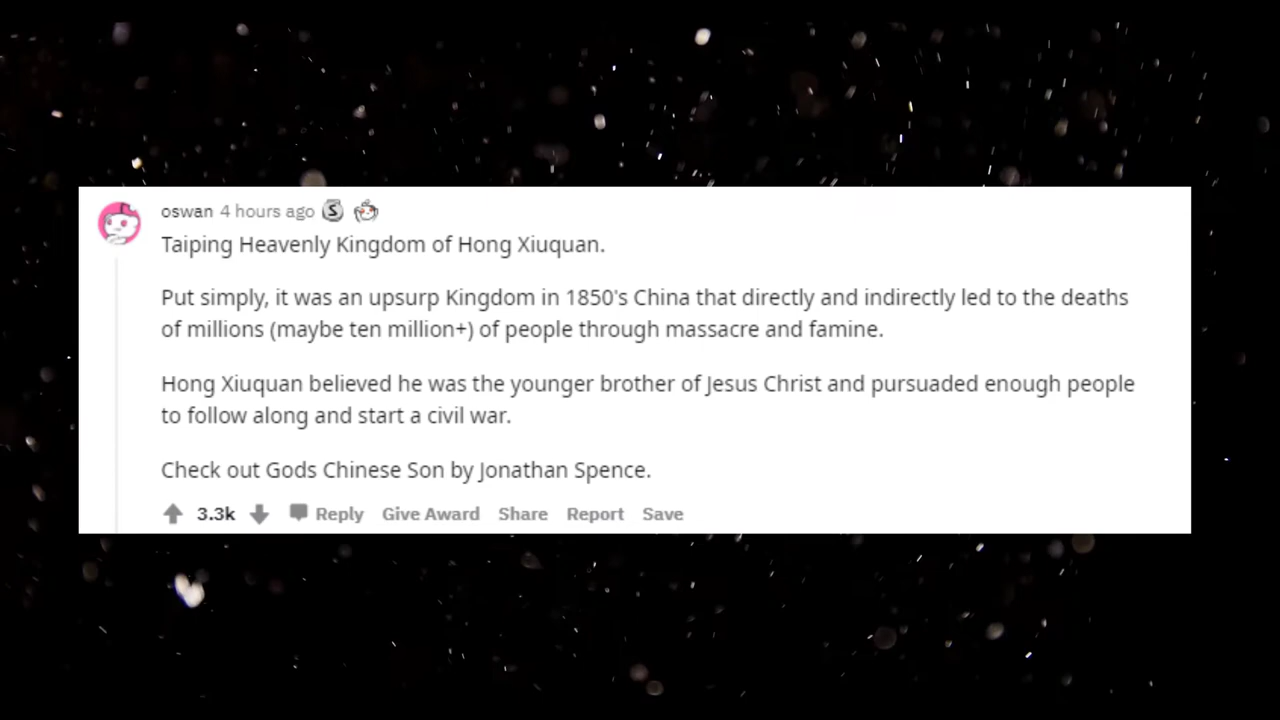 oswan 4 hours ago
Taiping Heavenly Kingdom of Hong Xiuquan.
Put simply, it was an upsurp Kingdom in 1850's China that directly and indirectly led to the deaths
of millions (maybe ten million+) of people through massacre and famine.
Hong Xiuquan believed he was the younger brother of Jesus Christ and pursuaded enough people
to follow along and start a civil war.
Check out Gods Chinese Son by Jonathan Spence.
3.3k Reply Give Award Share Report Save